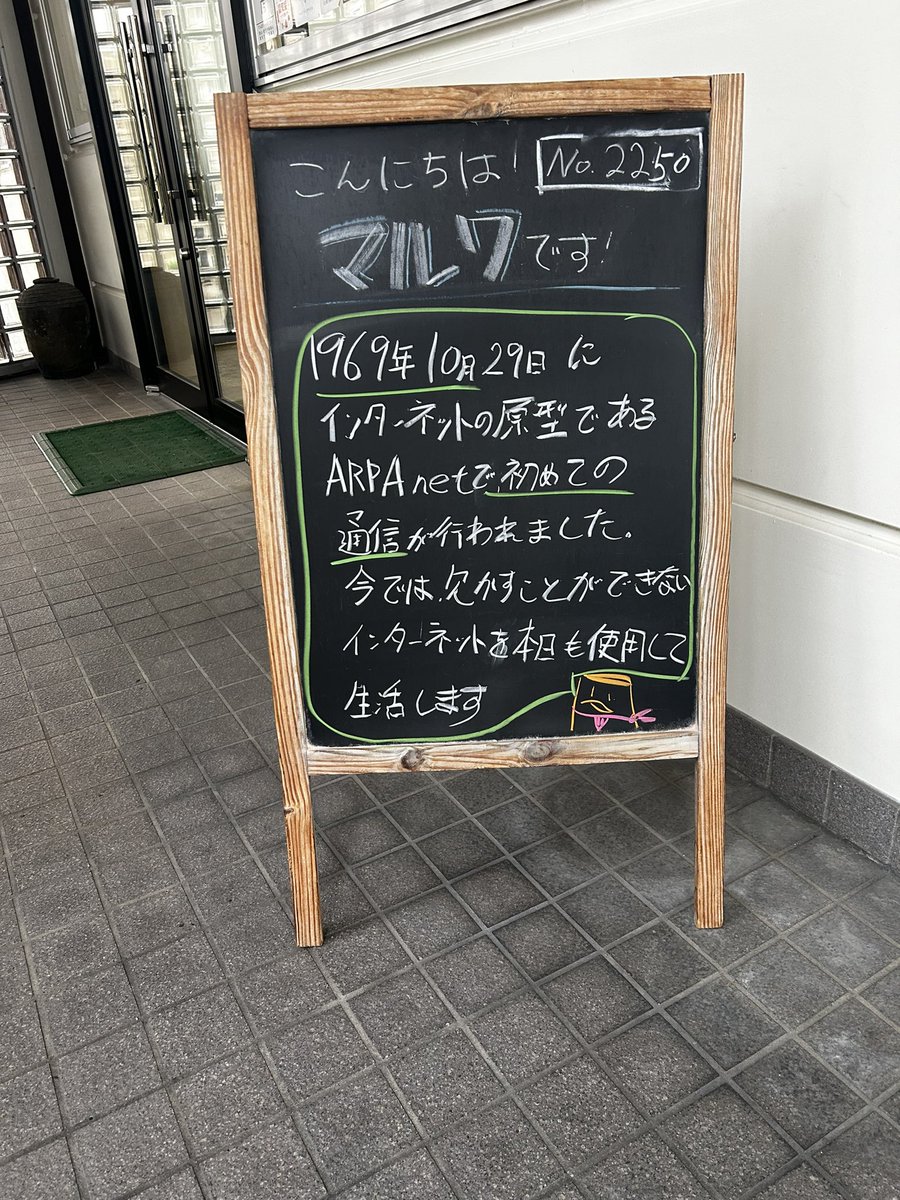 こんにちは! No.2250
マルワです!
1969年10月29日に
インターネットの原型である
ARPAnetで、初めての
通信が行われました。
今では、欠かすことができない
インターネットを本日も使用して
生活します